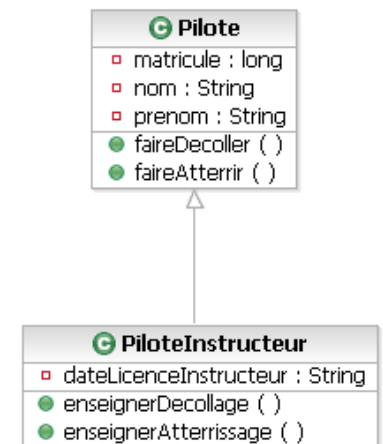 Pilote
matricule : long
nom : String
prenom : String
faireDecoller ( )
faireAtterrir ( )
PiloteInstructeur
dateLicenceInstructeur : String
enseignerDecollage ( )
enseignerAtterrissage ( )